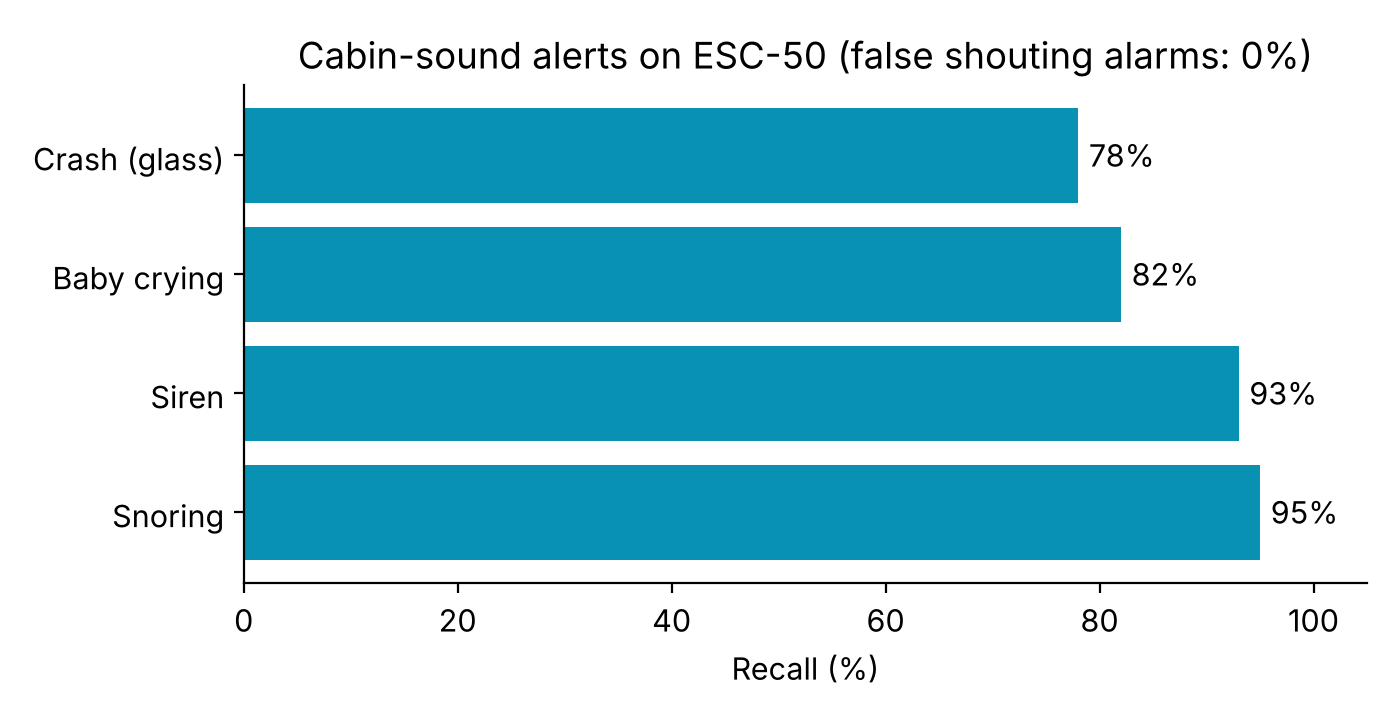 Cabin-sound alerts on ESC-50 (false shouting alarms: 0%)
Crash (glass)
78%
Baby crying
82%
Siren
93%
Snoring
95%
0 20 40 60 80 100
Recall (%)